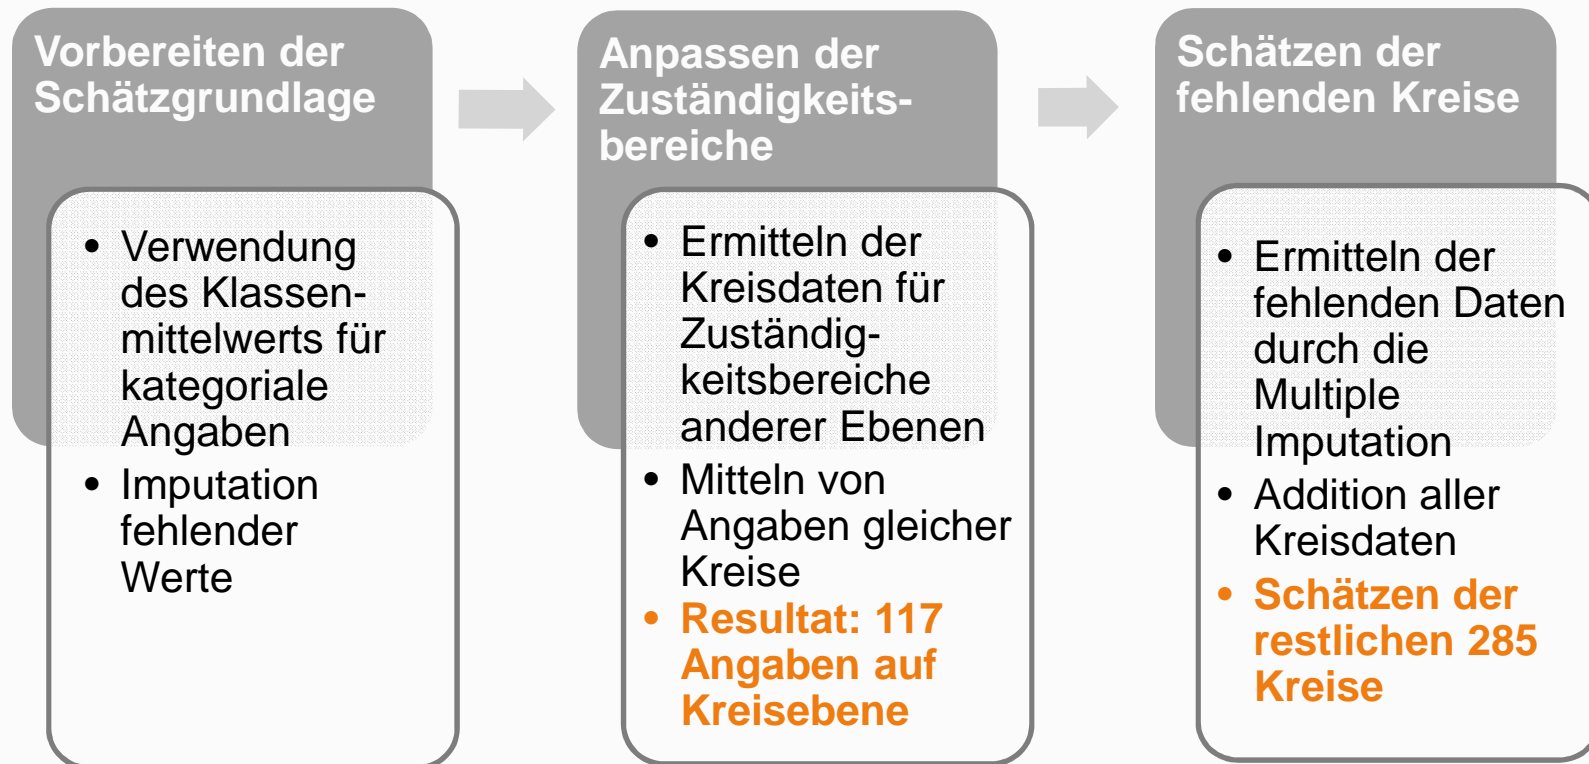 Vorbereiten der
Schätzgrundlage
• Verwendung
des Klassen-
mittelwerts für
kategoriale
Angaben
• Imputation
fehlender
Werte
Anpassen der
Zuständigkeits-
bereiche
• Ermitteln der
Kreisdaten für
Zuständig-
keitsbereiche
anderer Ebenen
• Mitteln von
Angaben gleicher
Kreise
• Resultat: 117
Angaben auf
Kreisebene
Schätzen der
fehlenden Kreise
• Ermitteln der
fehlenden Daten
durch die
Multiple
Imputation
• Addition aller
Kreisdaten
• Schätzen der
restlichen 285
Kreise